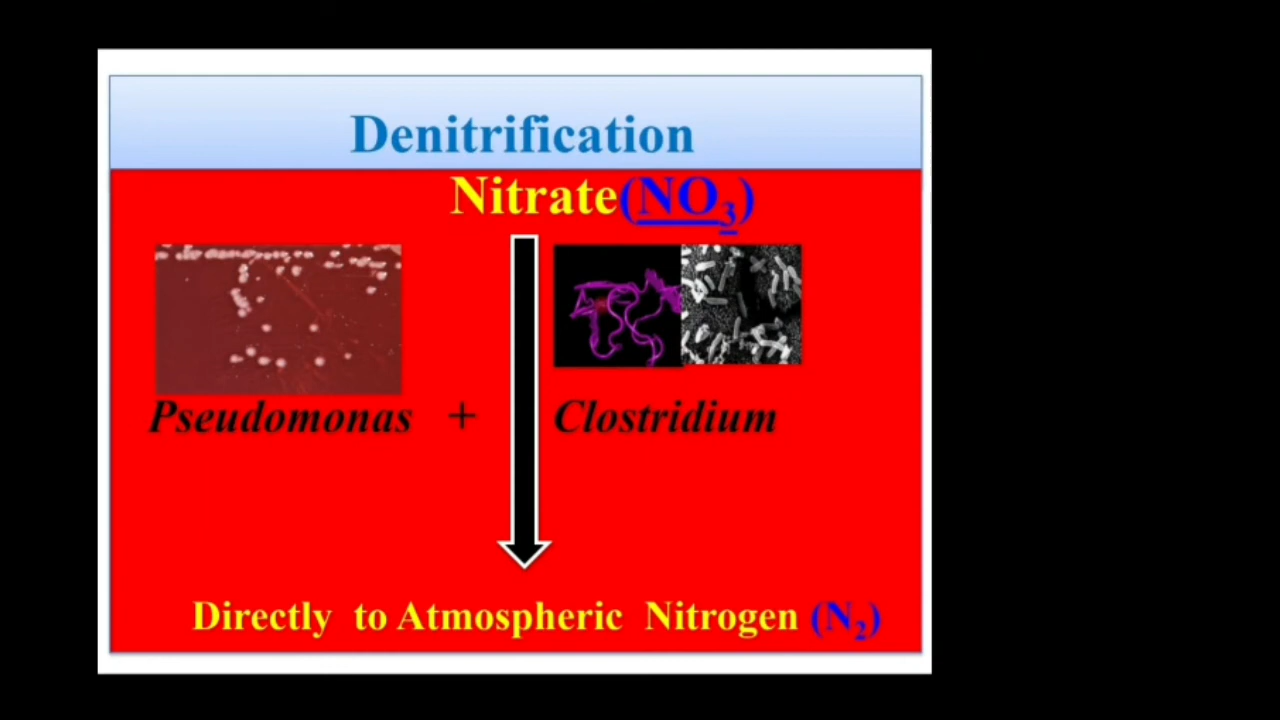 Denitrification
Nitrate(NO₃)
Pseudomonas + Clostridium
Directly to Atmospheric Nitrogen (N₂)